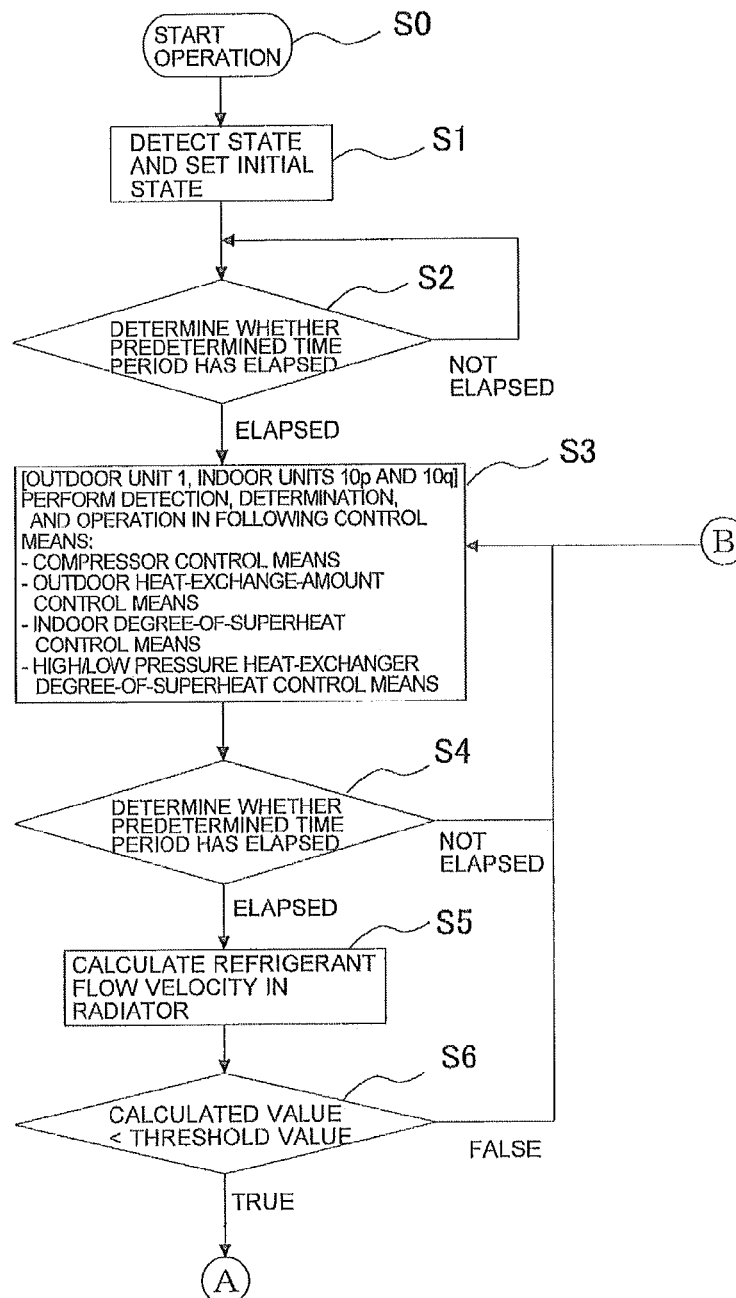 START
OPERATION
S0
DETECT STATE
AND SET INITIAL
STATE
S1
S2
DETERMINE WHETHER
PREDETERMINED TIME
PERIOD HAS ELAPSED
NOT
ELAPSED
ELAPSED
S3
[OUTDOOR UNIT 1, INDOOR UNITS 10p AND 10q]
PERFORM DETECTION, DETERMINATION,
AND OPERATION IN FOLLOWING CONTROL
MEANS:
- COMPRESSOR CONTROL MEANS
- OUTDOOR HEAT-EXCHANGE-AMOUNT
CONTROL MEANS
- INDOOR DEGREE-OF-SUPERHEAT
CONTROL MEANS
- HIGH/LOW PRESSURE HEAT-EXCHANGER
DEGREE-OF-SUPERHEAT CONTROL MEANS
B
S4
DETERMINE WHETHER
PREDETERMINED TIME
PERIOD HAS ELAPSED
NOT
ELAPSED
ELAPSED
S5
CALCULATE REFRIGERANT
FLOW VELOCITY IN
RADIATOR
S6
CALCULATED VALUE
< THRESHOLD VALUE
FALSE
TRUE
A